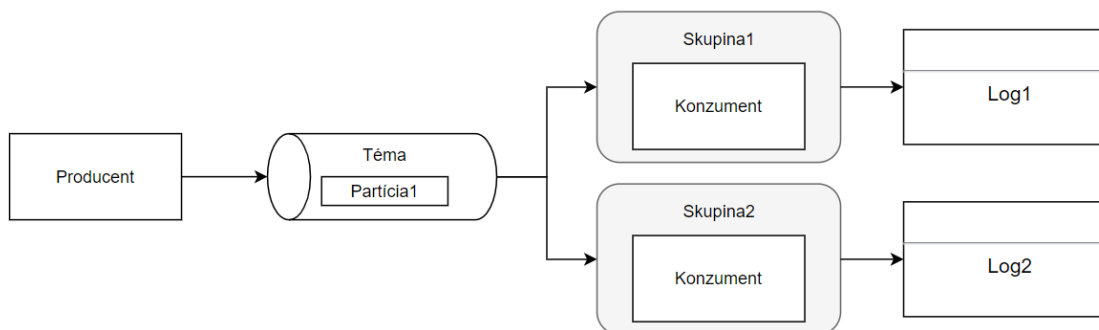 Producent
Téma
Partícia1
Skupina1
Konzument
Log1
Skupina2
Konzument
Log2